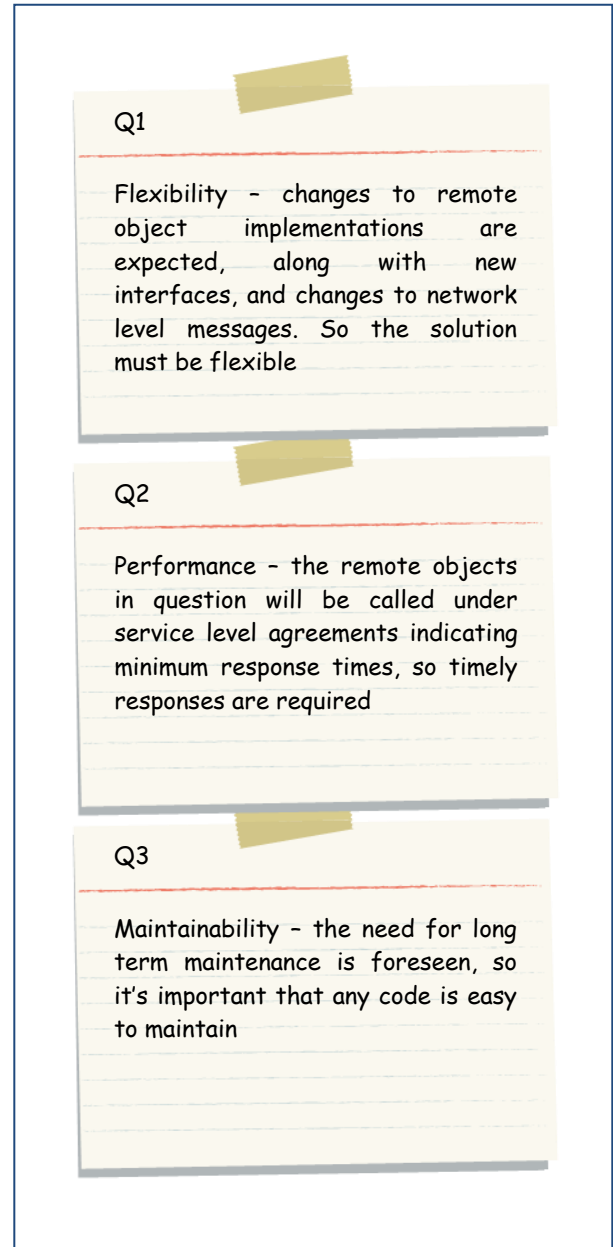 Q1
Flexibility – changes to remote
object implementations are
expected, along with new
interfaces, and changes to network
level messages. So the solution
must be flexible
Q2
Performance – the remote objects
in question will be called under
service level agreements indicating
minimum response times, so timely
responses are required
Q3
Maintainability – the need for long
term maintenance is foreseen, so
it’s important that any code is easy
to maintain